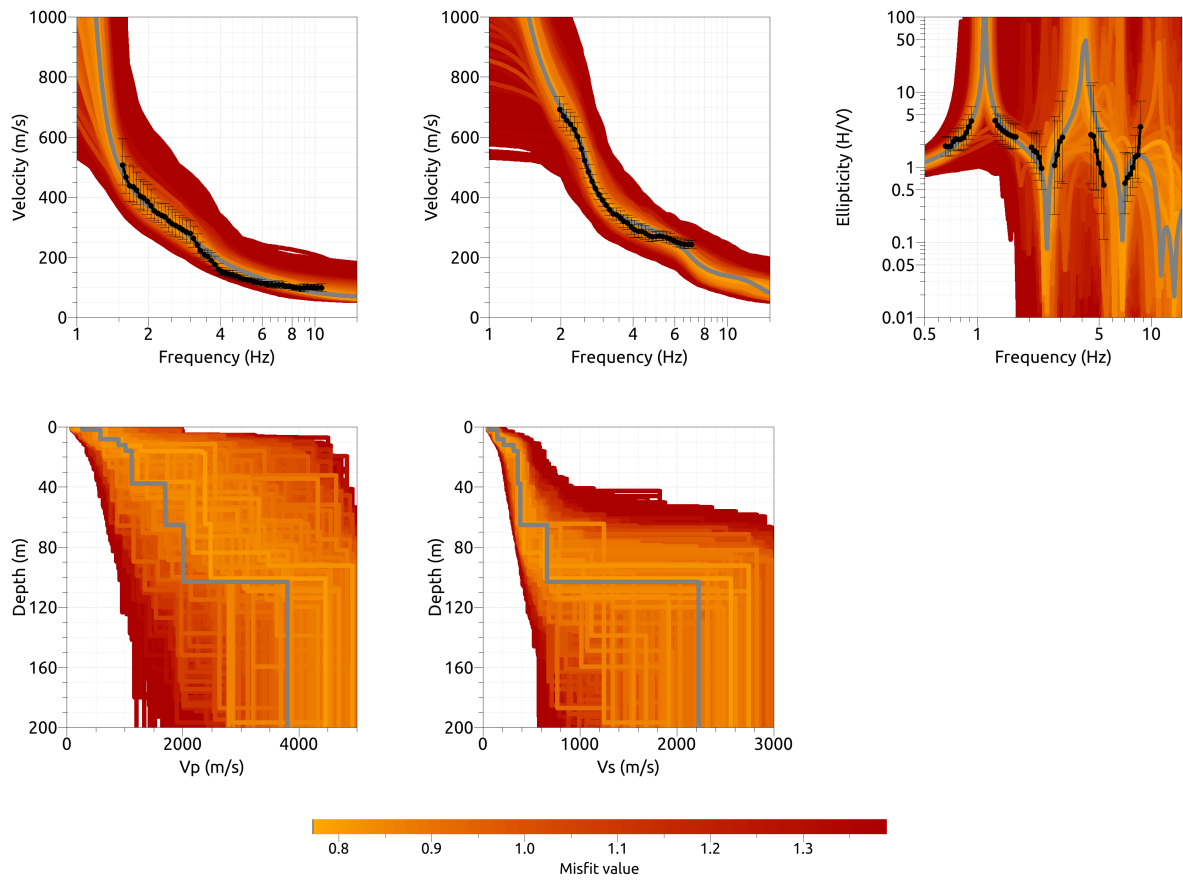 1000
800
600
400
200
0
Velocity (m/s)
1 2 4 6 8 10
Frequency (Hz)
1000
800
600
400
200
0
Velocity (m/s)
1 2 4 6 8 10
Frequency (Hz)
100
50
10
5
1
0.5
0.1
0.05
0.01
Ellipticity (H/V)
0.5 1 5 10
Frequency (Hz)
0
40
80
120
160
200
Depth (m)
0 2000 4000
Vp (m/s)
0
40
80
120
160
200
Depth (m)
0 1000 2000 3000
Vs (m/s)
0.8 0.9 1.0 1.1 1.2 1.3
Misfit value